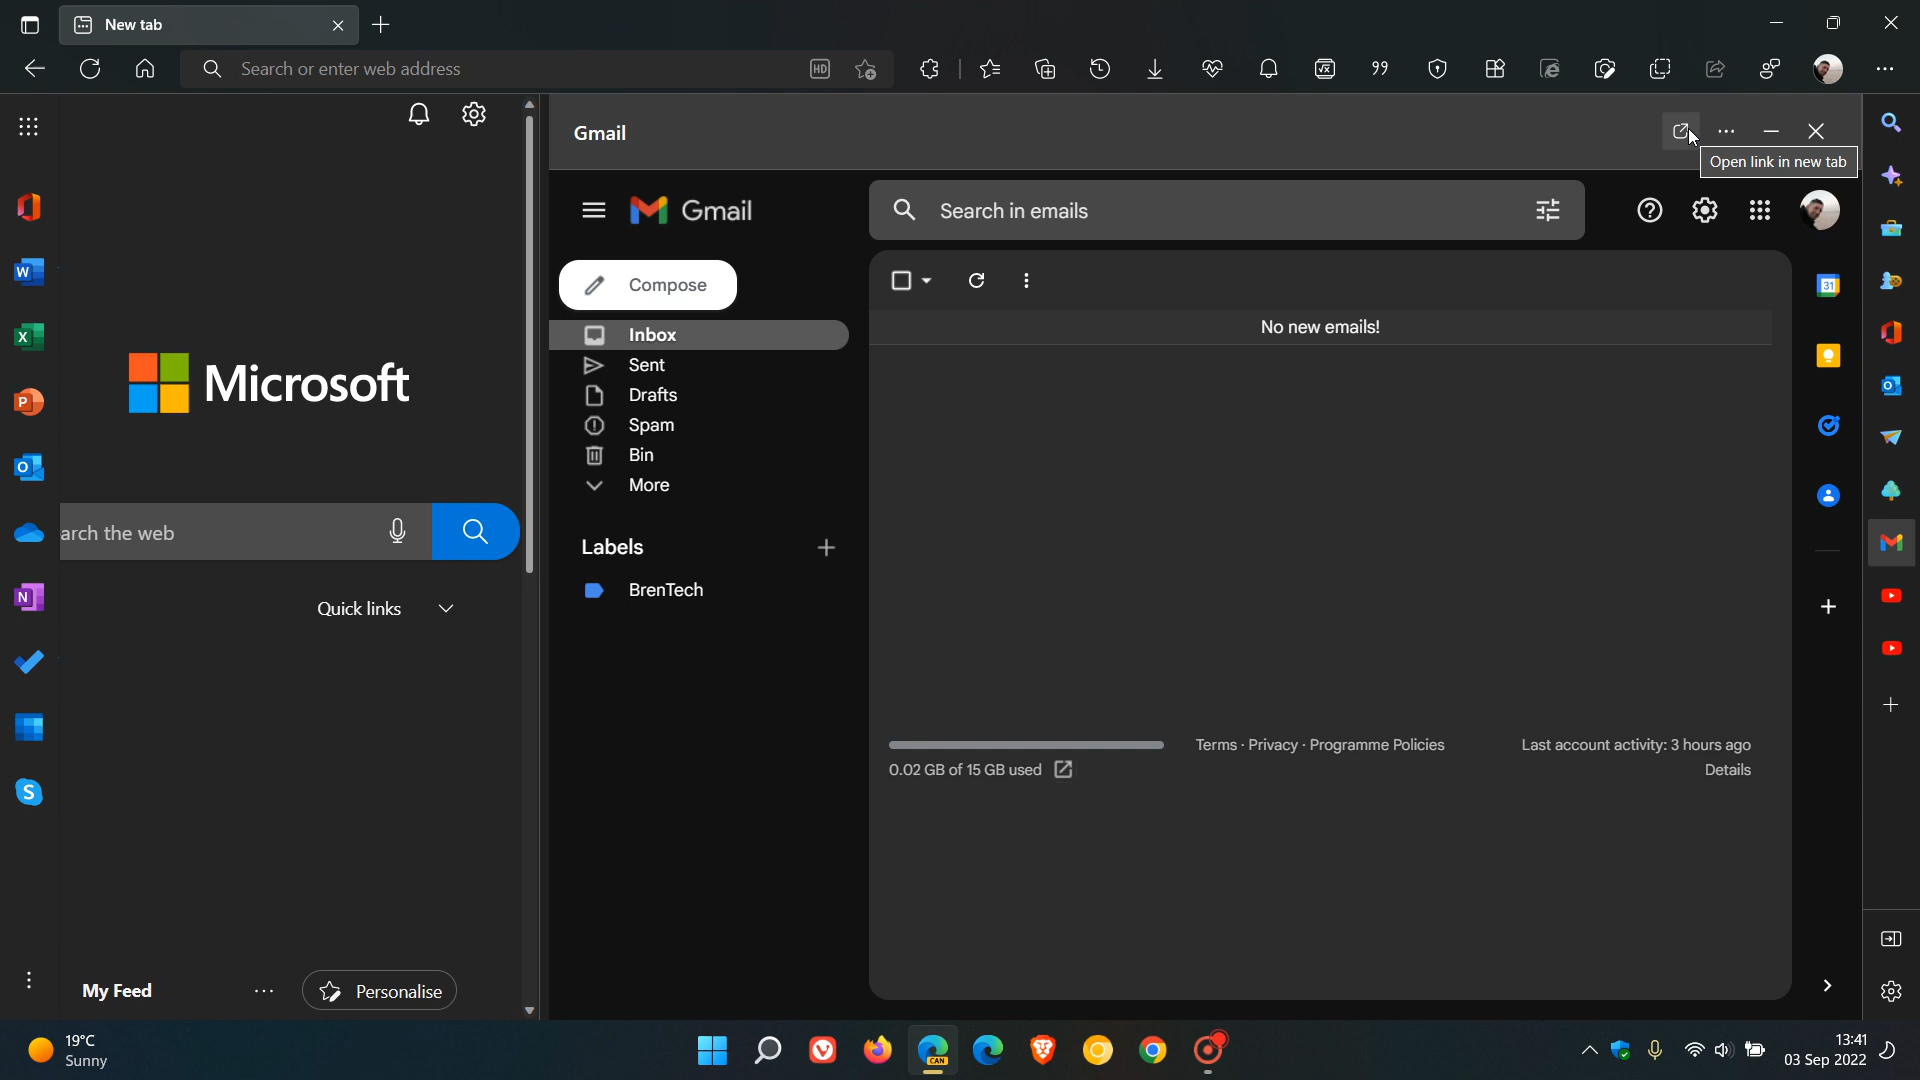 New tab
Search or enter web address
HD
Gmail
Open link in new tab
Gmail
Search in emails
Compose
31
Inbox
No new emails!
Sent
Drafts
Spam
Bin
More
Microsoft
arch the web
Labels
BrenTech
Quick links
Terms · Privacy · Programme Policies
Last account activity: 3 hours ago
0.02 GB of 15 GB used
Details
My Feed
Personalise
19°C
Sunny
CAN
13:41
03 Sep 2022